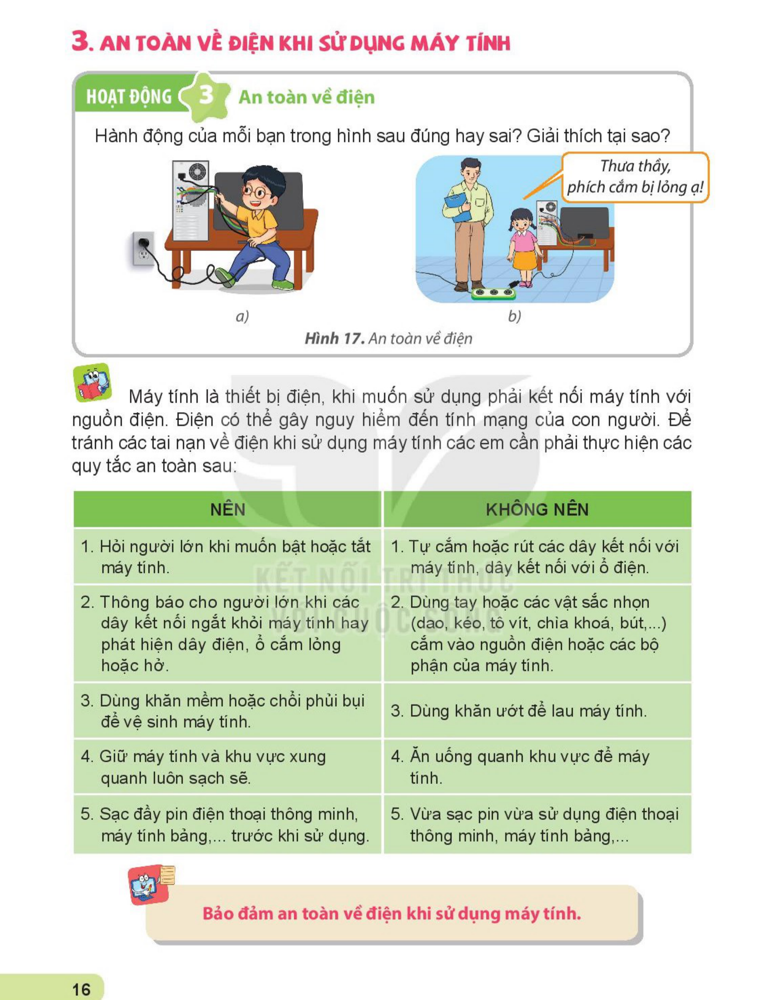 3. AN TOÀN VỀ ĐIỆN KHI SỬ DỤNG MÁY TÍNH
HOẠT ĐỘNG 3 An toàn về điện
Hành động của mỗi bạn trong hình sau đúng hay sai? Giải thích tại sao?
Thưa thầy,
phích cắm bị lỏng ạ!
a)
b)
Hình 17. An toàn về điện
Máy tính là thiết bị điện, khi muốn sử dụng phải kết nối máy tính với
nguồn điện. Điện có thể gây nguy hiểm đến tính mạng của con người. Để
tránh các tai nạn về điện khi sử dụng máy tính các em cần phải thực hiện các
quy tắc an toàn sau:
NÊN
KHÔNG NÊN
1. Hỏi người lớn khi muốn bật hoặc tắt
máy tính.
1. Tự cắm hoặc rút các dây kết nối với
máy tính, dây kết nối với ổ điện.
2. Thông báo cho người lớn khi các
dây kết nối ngắt khỏi máy tính hay
phát hiện dây điện, ổ cắm lỏng
hoặc hở.
2. Dùng tay hoặc các vật sắc nhọn
(dao, kéo, tô vít, chìa khoá, bút,...)
cắm vào nguồn điện hoặc các bộ
phận của máy tính.
3. Dùng khăn mềm hoặc chổi phủi bụi
để vệ sinh máy tính.
3. Dùng khăn ướt để lau máy tính.
4. Giữ máy tính và khu vực xung
quanh luôn sạch sẽ.
4. Ăn uống quanh khu vực để máy
tính.
5. Sạc đầy pin điện thoại thông minh,
máy tính bảng,... trước khi sử dụng.
5. Vừa sạc pin vừa sử dụng điện thoại
thông minh, máy tính bảng,...
KẾT NỐI TRI THỨC
VỚI CUỘC SỐNG
Bảo đảm an toàn về điện khi sử dụng máy tính.
16